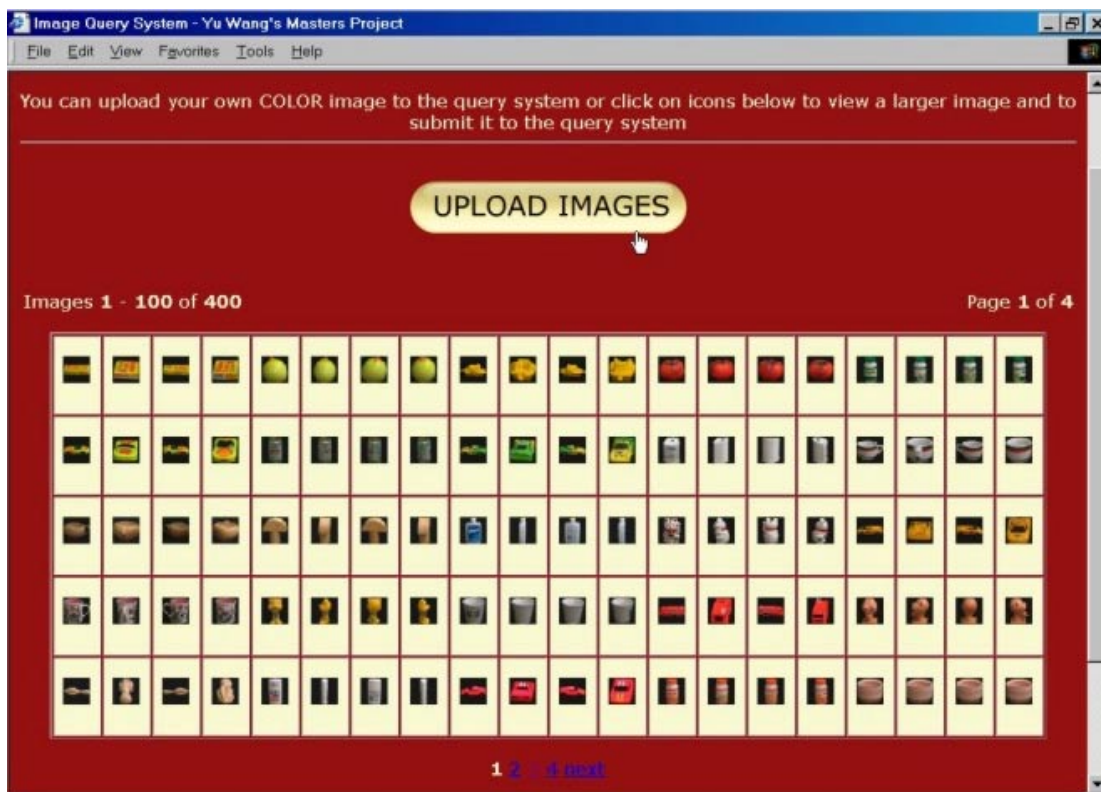 Image Query System - Yu Wang's Masters Project
File Edit View Favorites Tools Help
You can upload your own COLOR image to the query system or click on icons below to view a larger image and to
submit it to the query system
UPLOAD IMAGES
Images 1 - 100 of 400
Page 1 of 4
1 2 3 4 next